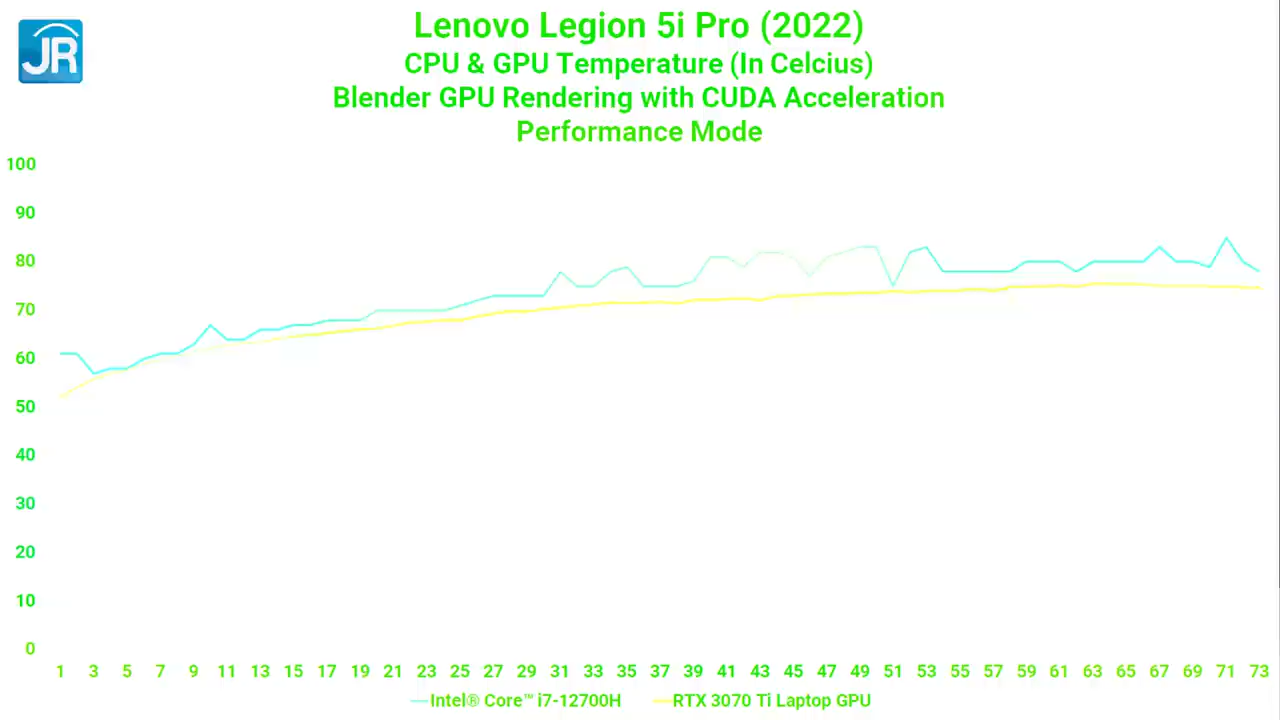 JR
Lenovo Legion 5i Pro (2022)
CPU & GPU Temperature (In Celcius)
Blender GPU Rendering with CUDA Acceleration
Performance Mode
100
90
80
70
60
50
40
30
20
10
0
1 3 5 7 9 11 13 15 17 19 21 23 25 27 29 31 33 35 37 39 41 43 45 47 49 51 53 55 57 59 61 63 65 67 69 71 73
Intel® Core™ i7-12700H RTX 3070 Ti Laptop GPU